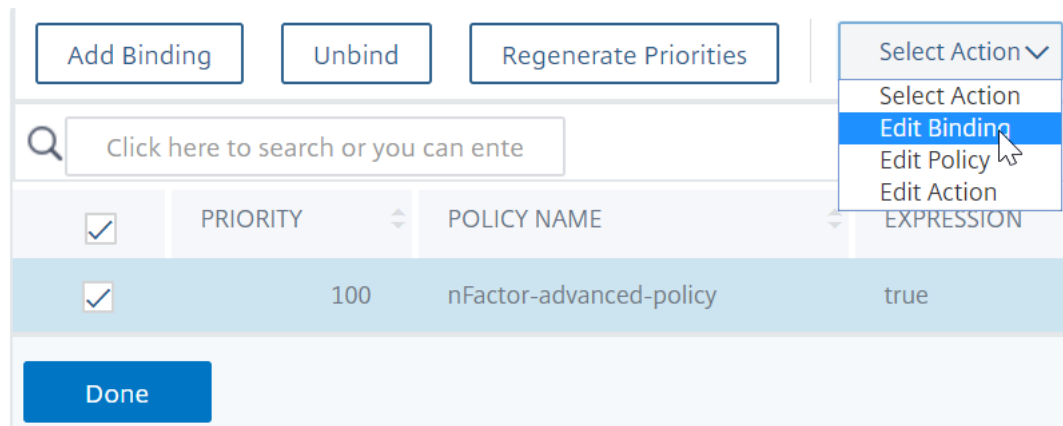 Add Binding Unbind Regenerate Priorities Select Action
Select Action
Edit Binding
Edit Policy
Edit Action
Click here to search or you can ente
PRIORITY POLICY NAME EXPRESSION
100 nFactor-advanced-policy true
Done